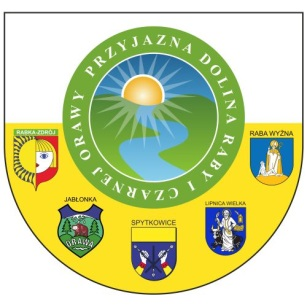 PRZYJAZNA DOLINA RABY I CZARNEJ ORAWY
RABKA-ZDRÓJ
RABA WYŻNA
JABŁONKA
LIPNICA WIELKA
SPYTKOWICE
ORAWA